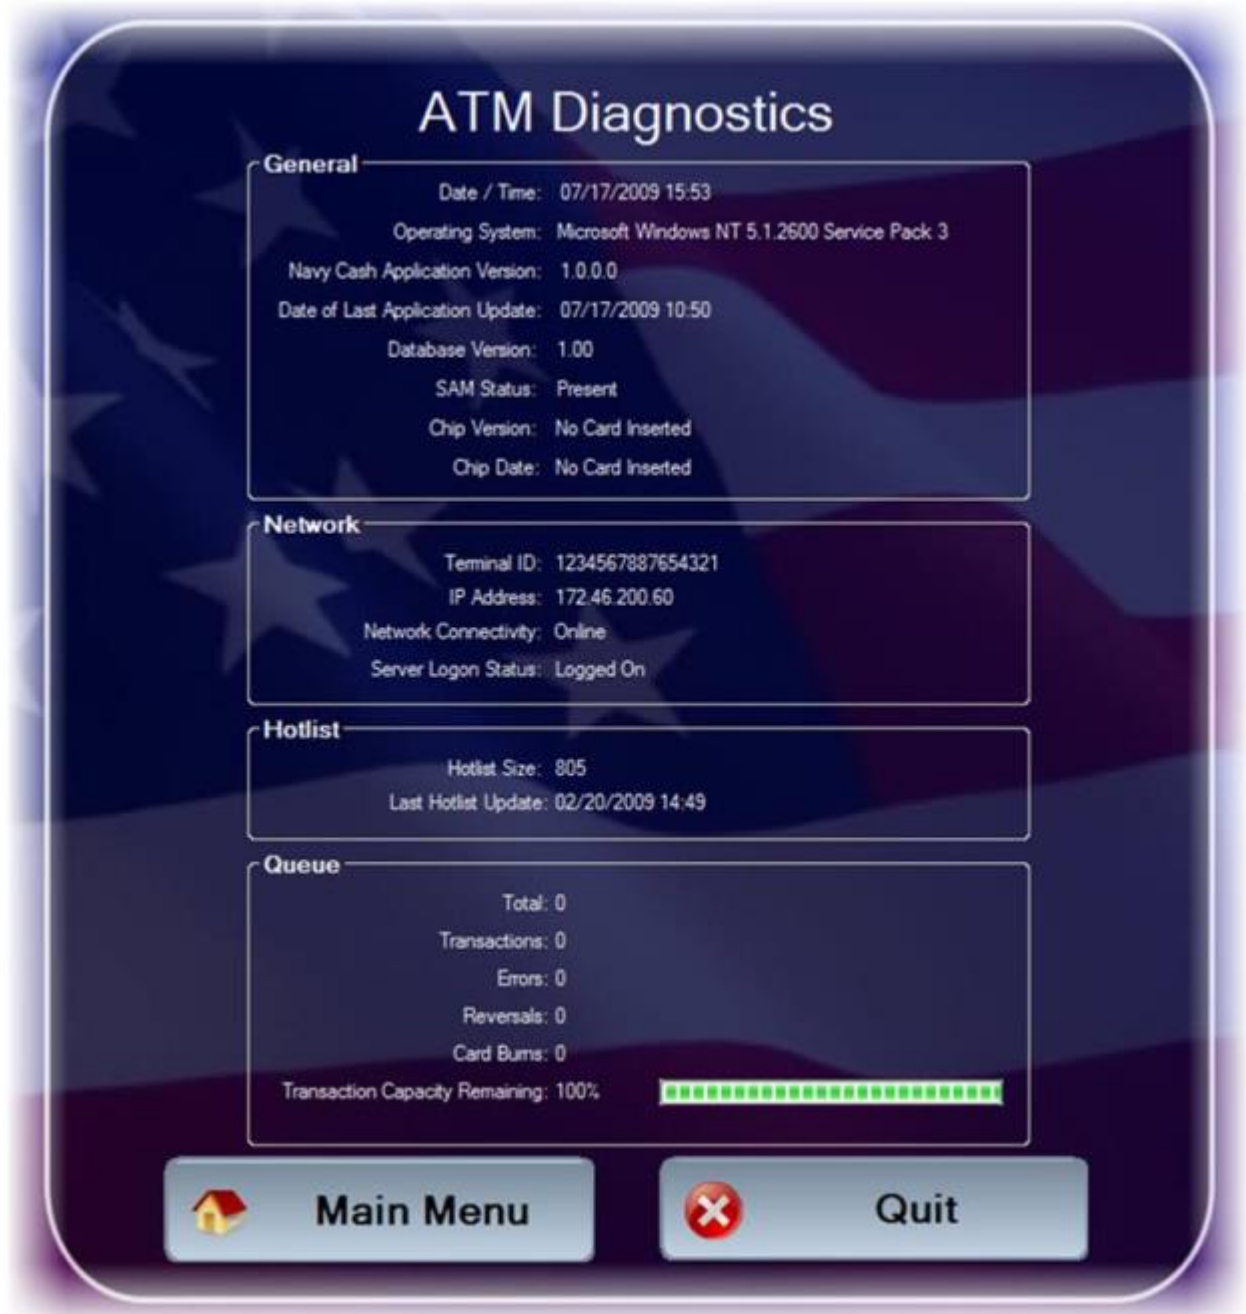 ATM Diagnostics
General
Date / Time: 07/17/2009 15:53
Operating System: Microsoft Windows NT 5.1.2600 Service Pack 3
Navy Cash Application Version: 1.0.0.0
Date of Last Application Update: 07/17/2009 10:50
Database Version: 1.00
SAM Status: Present
Chip Version: No Card Inserted
Chip Date: No Card Inserted
Network
Terminal ID: 1234567887654321
IP Address: 172.46.200.60
Network Connectivity: Online
Server Logon Status: Logged On
Hotlist
Hotlist Size: 805
Last Hotlist Update: 02/20/2009 14:49
Queue
Total: 0
Transactions: 0
Errors: 0
Reversals: 0
Card Burns: 0
Transaction Capacity Remaining: 100%
Main Menu
Quit